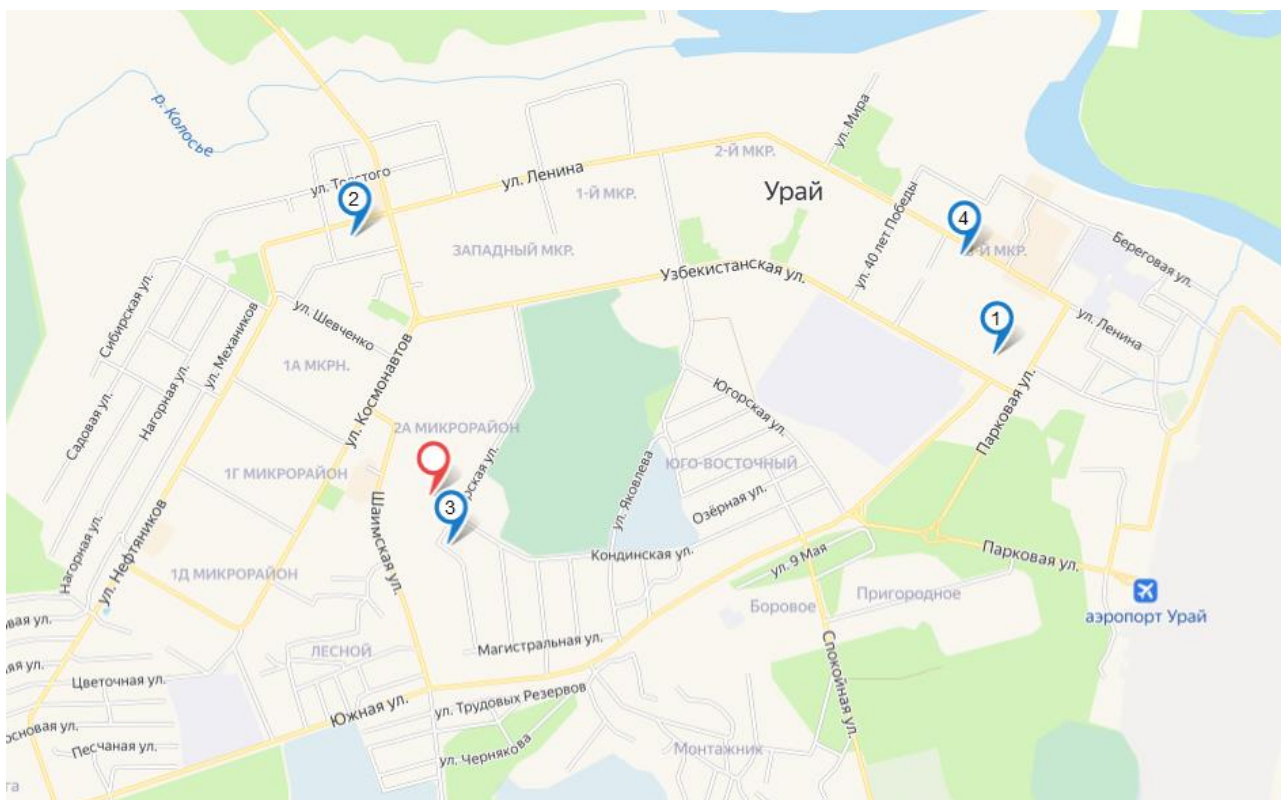 р. Колосье
ул. Мира
2-Й МКР.
ул. Толстого
ул. Ленина
1-Й МКР.
Урай
2
4
ул. 40 лет Победы
ЗАПАДНЫЙ МКР.
Й МКР.
Береговая ул.
Узбекистанская ул.
Сибирская ул.
ул. Шевченко
ул. Механиков
1
ул. Ленина
1А МКРН.
ул. Космонавтов
Нагорная ул.
Садовая ул.
Югорская ул.
Парковая ул.
2А МИКРОРАЙОН
ЮГО-ВОСТОЧНЫЙ
1Г МИКРОРАЙОН
рская ул.
ул. Яковлева
Озёрная ул.
3
Шаимская ул.
Нагорная ул.
ул. Нефтяников
Кондинская ул.
ул. 9 Мая
Парковая ул.
1Д МИКРОРАЙОН
Пригородное
Боровое
аэропорт Урай
вая ул.
ЛЕСНОЙ
Магистральная ул.
Спокойная ул.
ая ул.
Цветочная ул.
Южная ул.
ул. Трудовых Резервов
основая ул.
Песчаная ул.
ул. Чернякова
Монтажник
га